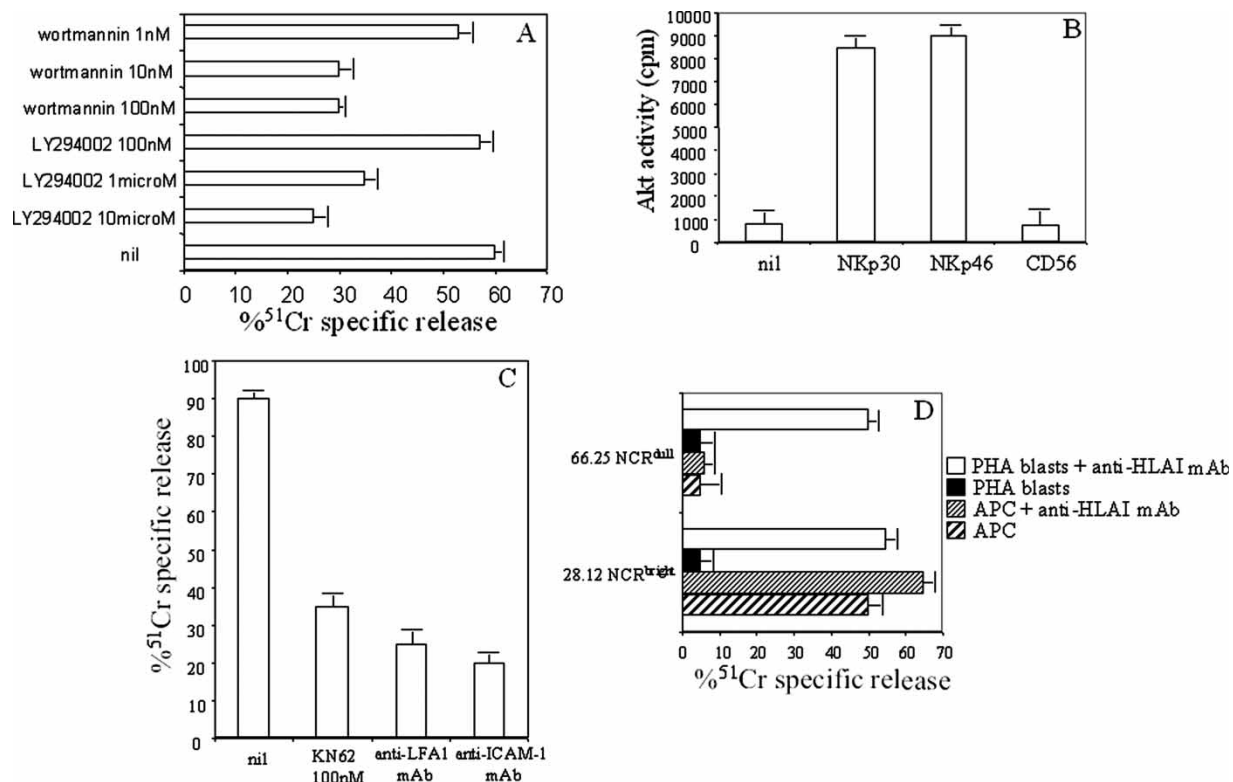 A
wortmannin 1nM
wortmannin 10nM
wortmannin 100nM
LY294002 100nM
LY294002 1microM
LY294002 10microM
nil
0 10 20 30 40 50 60 70
%51Cr specific release
B
Akt activity (cpm)
10000
9000
8000
7000
6000
5000
4000
3000
2000
1000
0
nil NKp30 NKp46 CD56
C
%51Cr specific release
100
90
80
70
60
50
40
30
20
10
0
nil KN62 anti-LFA1 anti-ICAM-1
100nM mAb mAb
D
66.25 NCRdull
28.12 NCRbright
0 10 20 30 40 50 60 70
%51Cr specific release
PHA blasts + anti-HLAI mAb
PHA blasts
APC + anti-HLAI mAb
APC